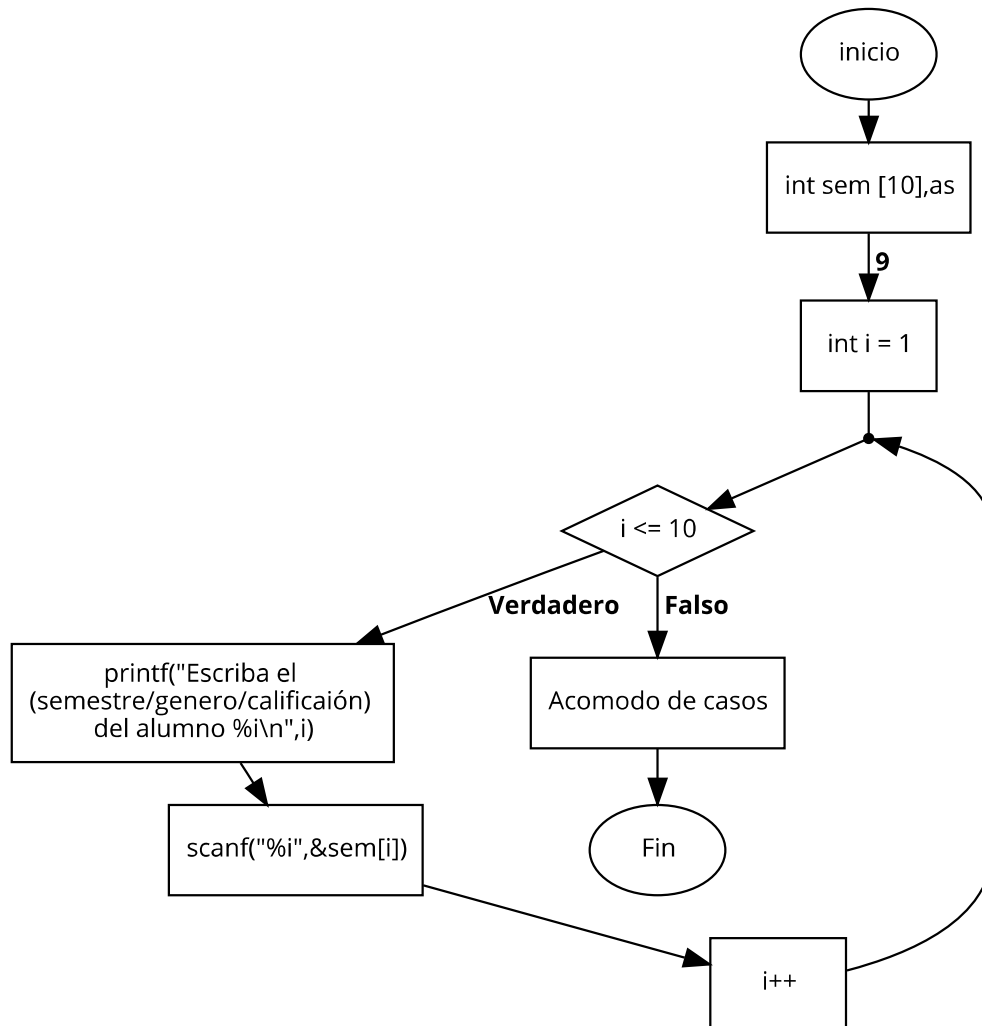 inicio
int sem [10],as
9
int i = 1
i <= 10
Verdadero
Falso
printf("Escriba el
(semestre/genero/calificaión)
del alumno %i\n",i)
Acomodo de casos
scanf("%i",&sem[i])
Fin
i++